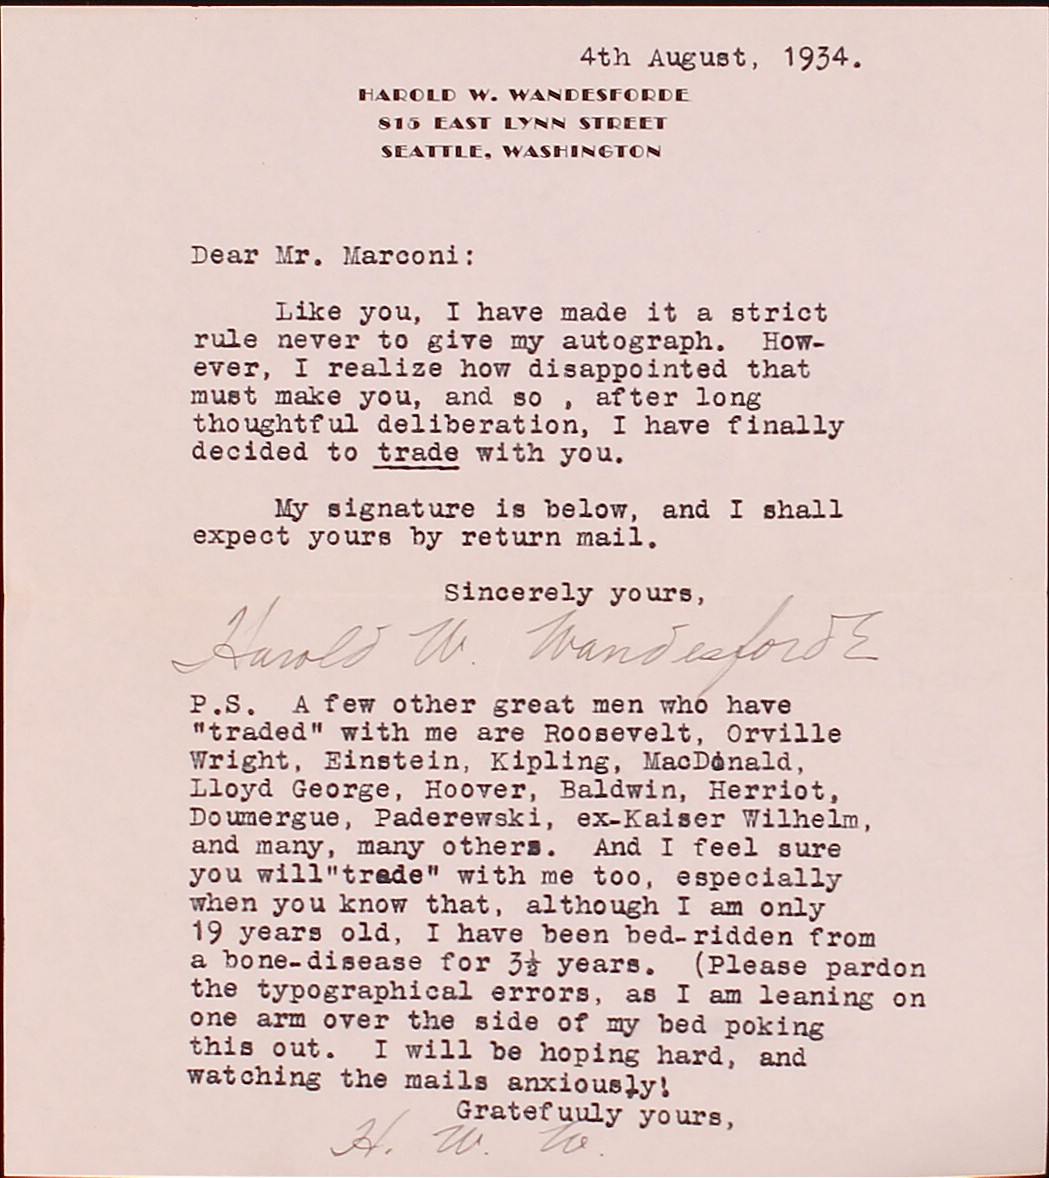 4th August, 1934.
HAROLD W. WANDESFORDE
815 EAST LYNN STREET
SEATTLE, WASHINGTON
Dear Mr. Marconi:
Like you, I have made it a strict
rule never to give my autograph. How-
ever, I realize how disappointed that
must make you, and so , after long
thoughtful deliberation, I have finally
decided to trade with you.
My signature is below, and I shall
expect yours by return mail.
Sincerely yours,
Harold W. WandesfordE
P.S. A few other great men who have
"traded" with me are Roosevelt, Orville
Wright, Einstein, Kipling, MacDonald,
Lloyd George, Hoover, Baldwin, Herriot,
Doumergue, Paderewski, ex-Kaiser Wilhelm,
and many, many others. And I feel sure
you will"trade" with me too, especially
when you know that, although I am only
19 years old, I have been bed-ridden from
a bone-disease for 3½ years. (Please pardon
the typographical errors, as I am leaning on
one arm over the side of my bed poking
this out. I will be hoping hard, and
watching the mails anxiously!
Gratefuuly yours,
H. W. W.